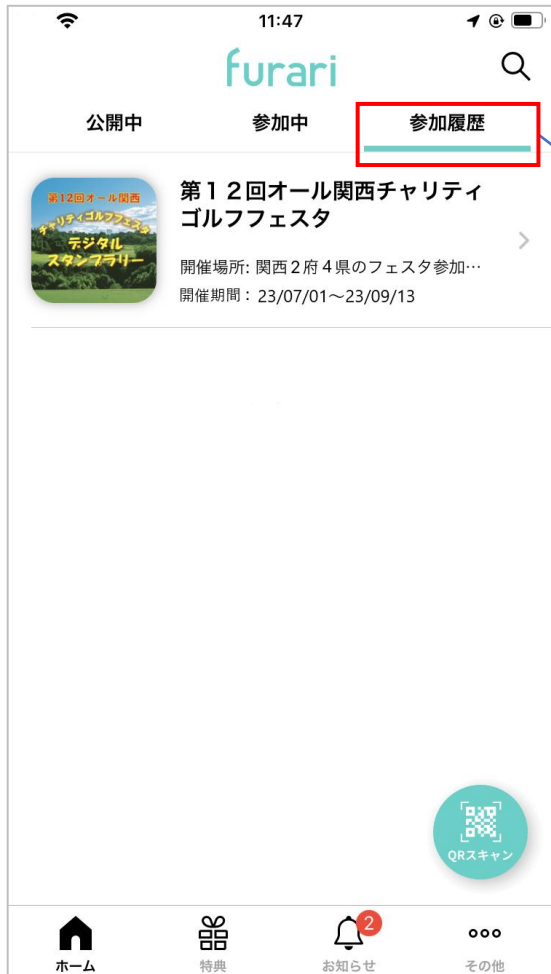 11:47
furari
公開中
参加中
参加履歴
第12回オール関西
チャリティゴルフフェスタ
デジタル
スタンプラリー
第１２回オール関西チャリティ
ゴルフフェスタ
開催場所: 関西２府４県のフェスタ参加…
開催期間： 23/07/01～23/09/13
QRスキャン
2
ホーム
特典
お知らせ
その他